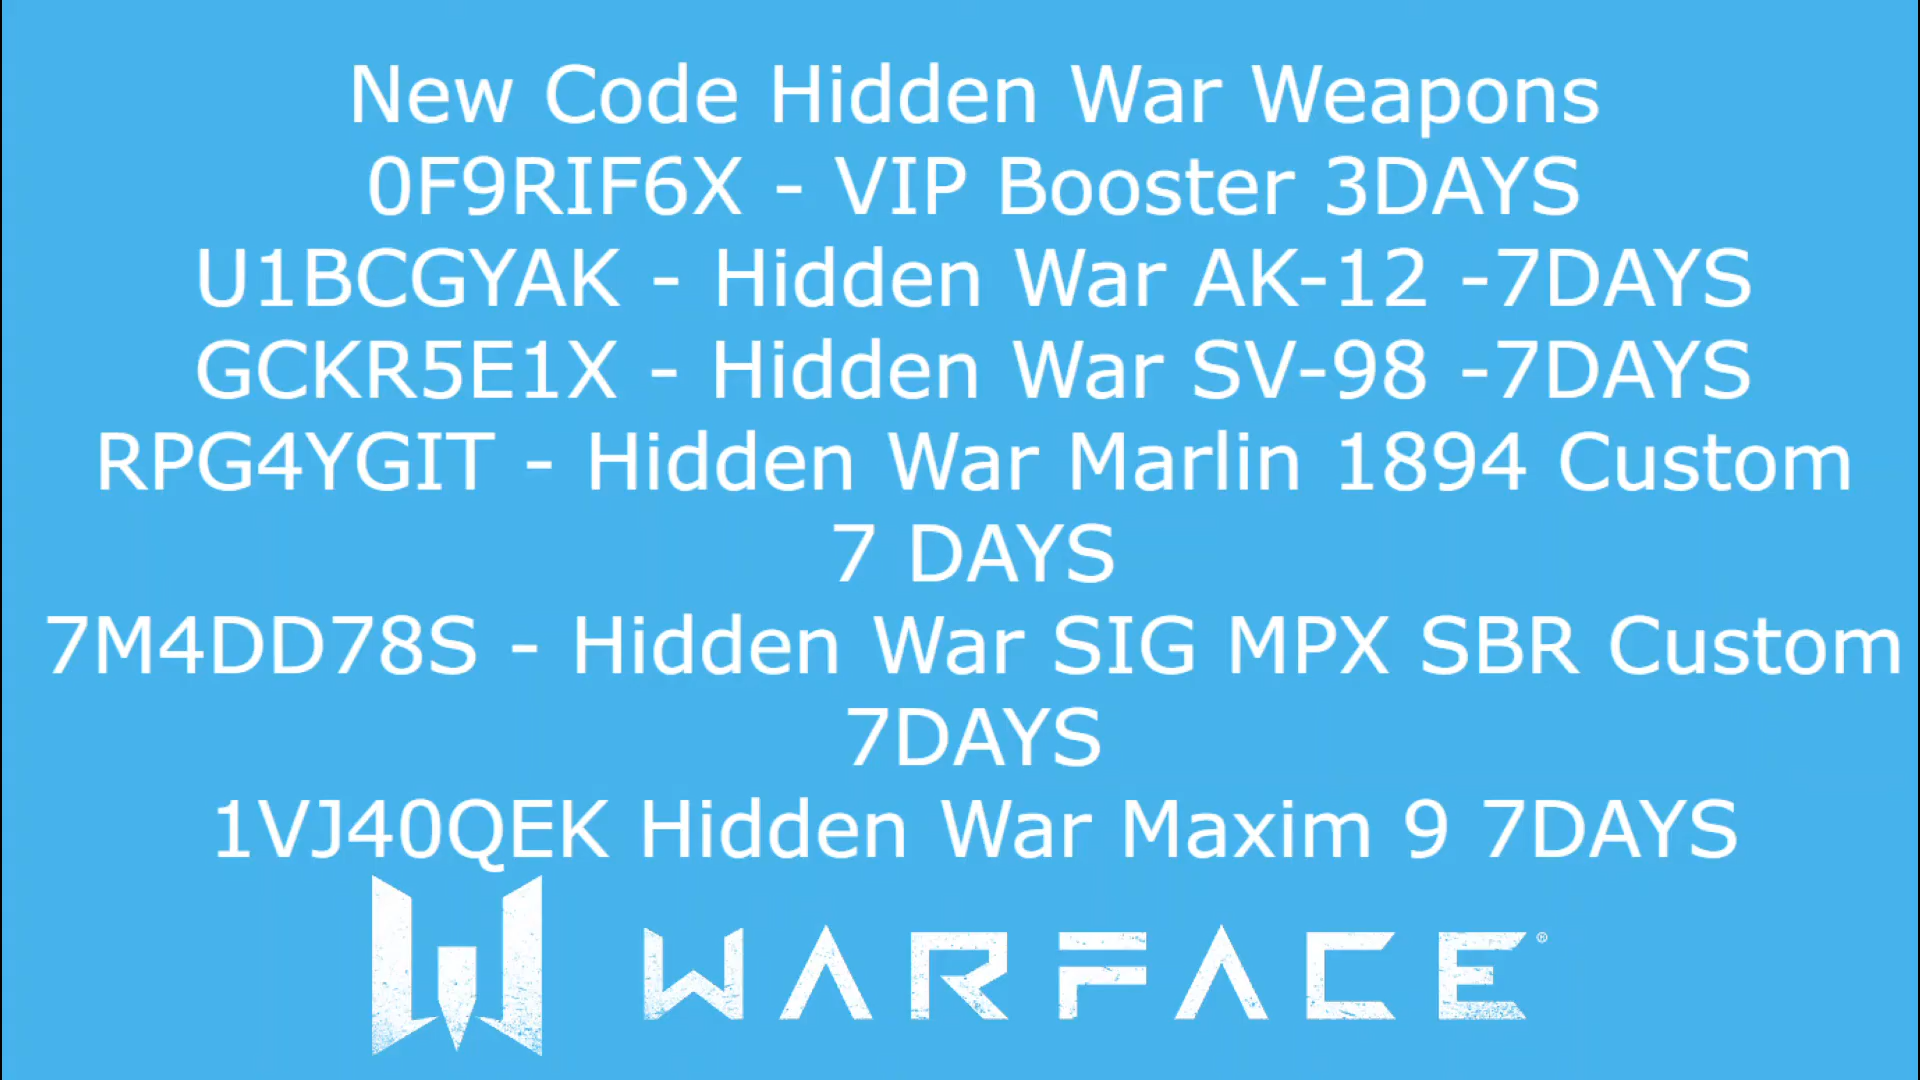 New Code Hidden War Weapons
0F9RIF6X - VIP Booster 3DAYS
U1BCGYAK - Hidden War AK-12 -7DAYS
GCKR5E1X - Hidden War SV-98 -7DAYS
RPG4YGIT - Hidden War Marlin 1894 Custom
7 DAYS
7M4DD78S - Hidden War SIG MPX SBR Custom
7DAYS
1VJ40QEK Hidden War Maxim 9 7DAYS
WARFACE®